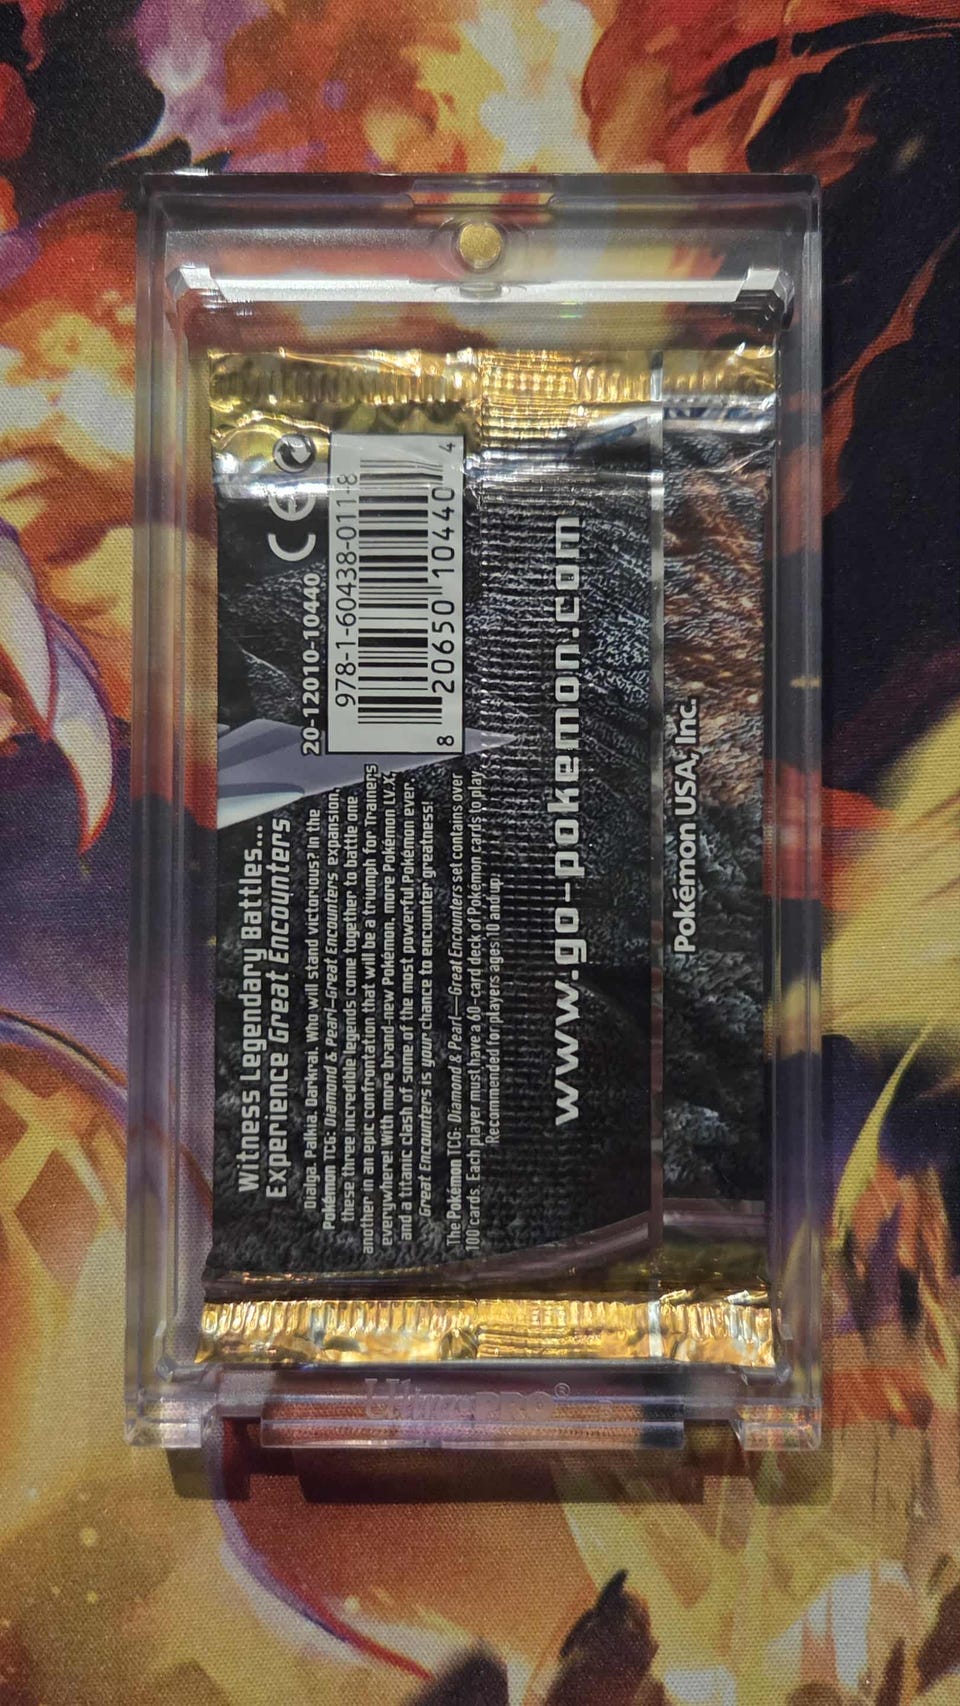 Witness Legendary Battles...
Experience Great Encounters
Dialga. Palkia. Darkrai. Who will stand victorious? In the
Pokémon TCG: Diamond & Pearl—Great Encounters expansion,
these three incredible legends come together to battle one
another in an epic confrontation that will be a triumph for Trainers
everywhere! With more brand-new Pokémon, more Pokémon LV.X,
and a titanic clash of some of the most powerful Pokémon ever,
Great Encounters is your chance to encounter greatness!
The Pokémon TCG: Diamond & Pearl—Great Encounters set contains over
100 cards. Each player must have a 60-card deck of Pokémon cards to play.
Recommended for players ages 10 and up.
20-12010-10440
CE
978-1-60438-011-8
8 20650 10440 4
www.go-pokemon.com
Pokémon USA, Inc.
Ultra PRO®